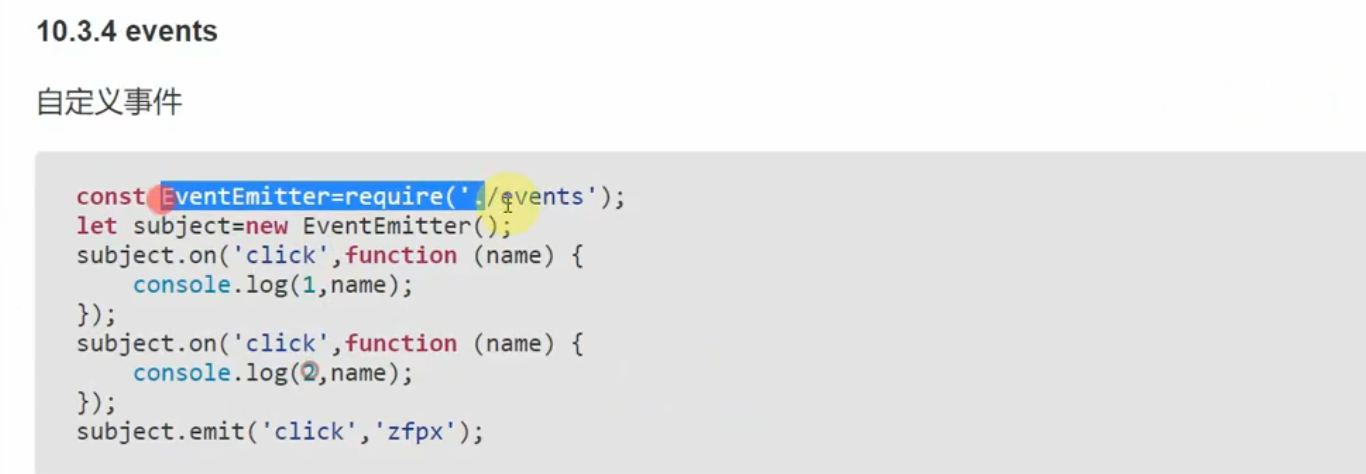 10.3.4 events
自定义事件
const EventEmitter=require('./events');
let subject=new EventEmitter();
subject.on('click',function (name) {
    console.log(1,name);
});
subject.on('click',function (name) {
    console.log(2,name);
});
subject.emit('click','zfpx');